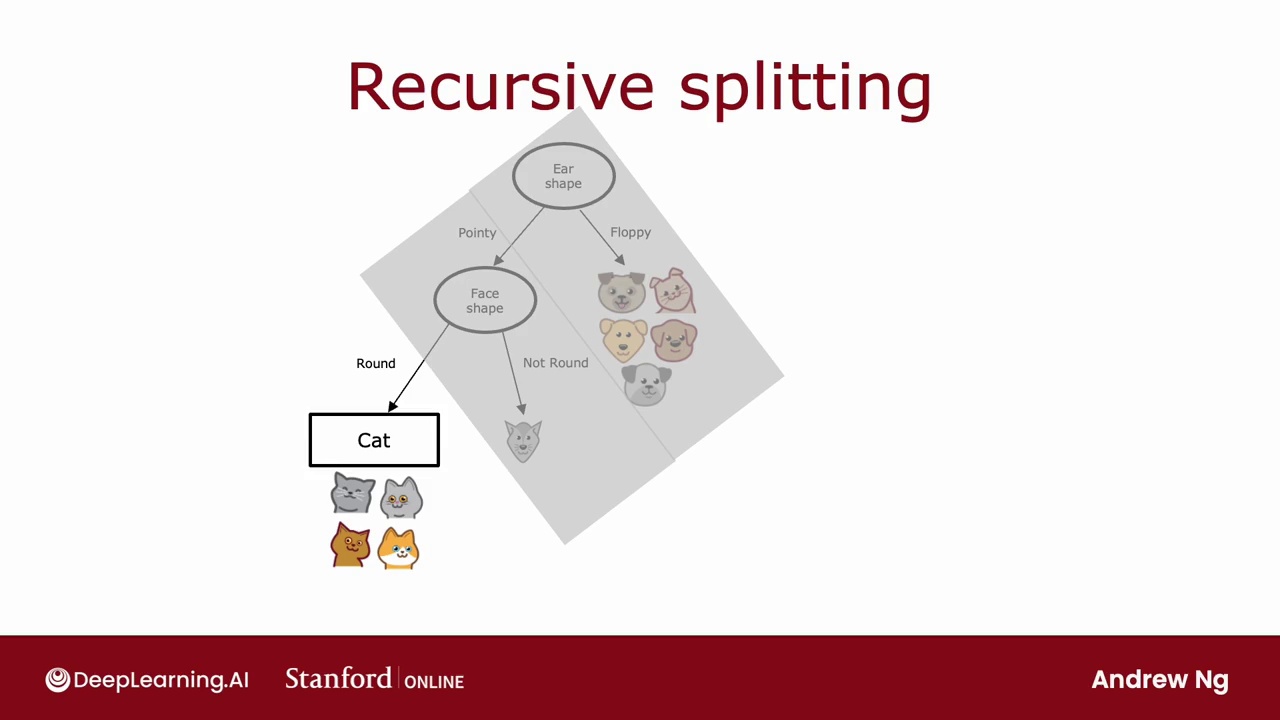 Recursive splitting
Ear
shape
Pointy
Floppy
Face
shape
Round
Not Round
Cat
DeepLearning.AI
Stanford ONLINE
Andrew Ng